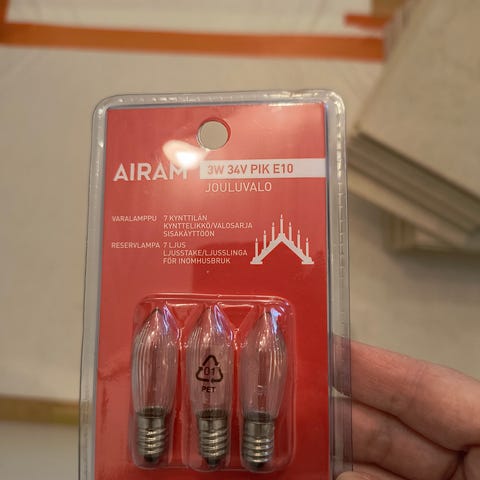 AIRAM 3W 34V PIK E10
JOULUVALO
VARALAMPPU 7 KYNTTILÄN
KYNTTELIKKÖ/VALOSARJA
SISÄKÄYTTÖÖN
RESERVLAMPA 7 LJUS
LJUSSTAKE/LJUSSLINGA
FÖR INOMHUSBRUK
01
PET